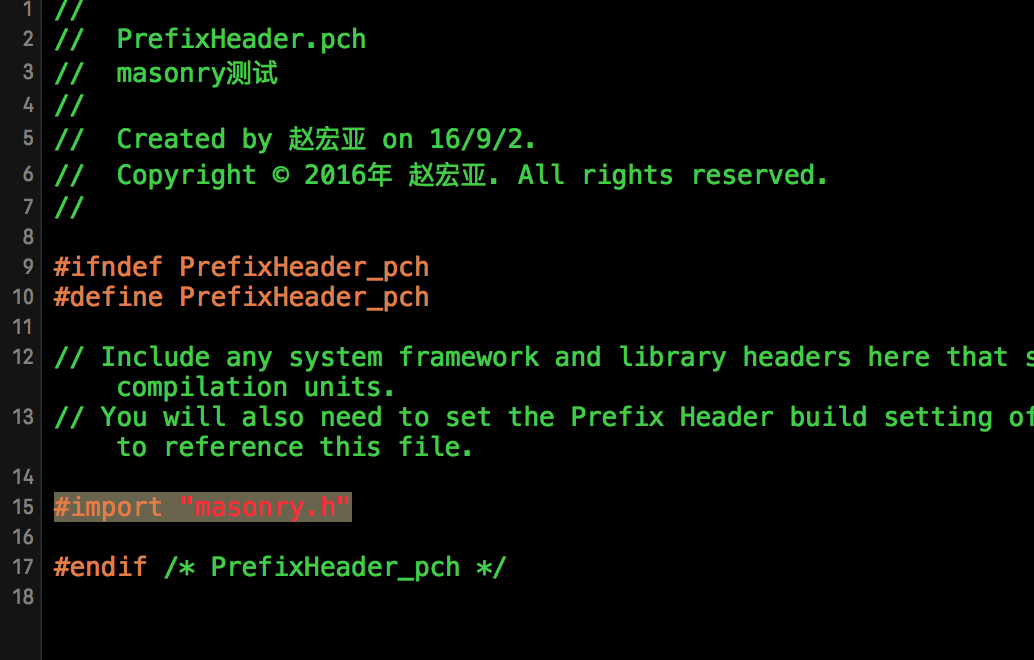 1 //
2 //  PrefixHeader.pch
3 //  masonry测试
4 //
5 //  Created by 赵宏亚 on 16/9/2.
6 //  Copyright © 2016年 赵宏亚. All rights reserved.
7 //
8
9 #ifndef PrefixHeader_pch
10 #define PrefixHeader_pch
11
12 // Include any system framework and library headers here that
compilation units.
13 // You will also need to set the Prefix Header build setting of
to reference this file.
14
15 #import "masonry.h"
16
17 #endif /* PrefixHeader_pch */
18